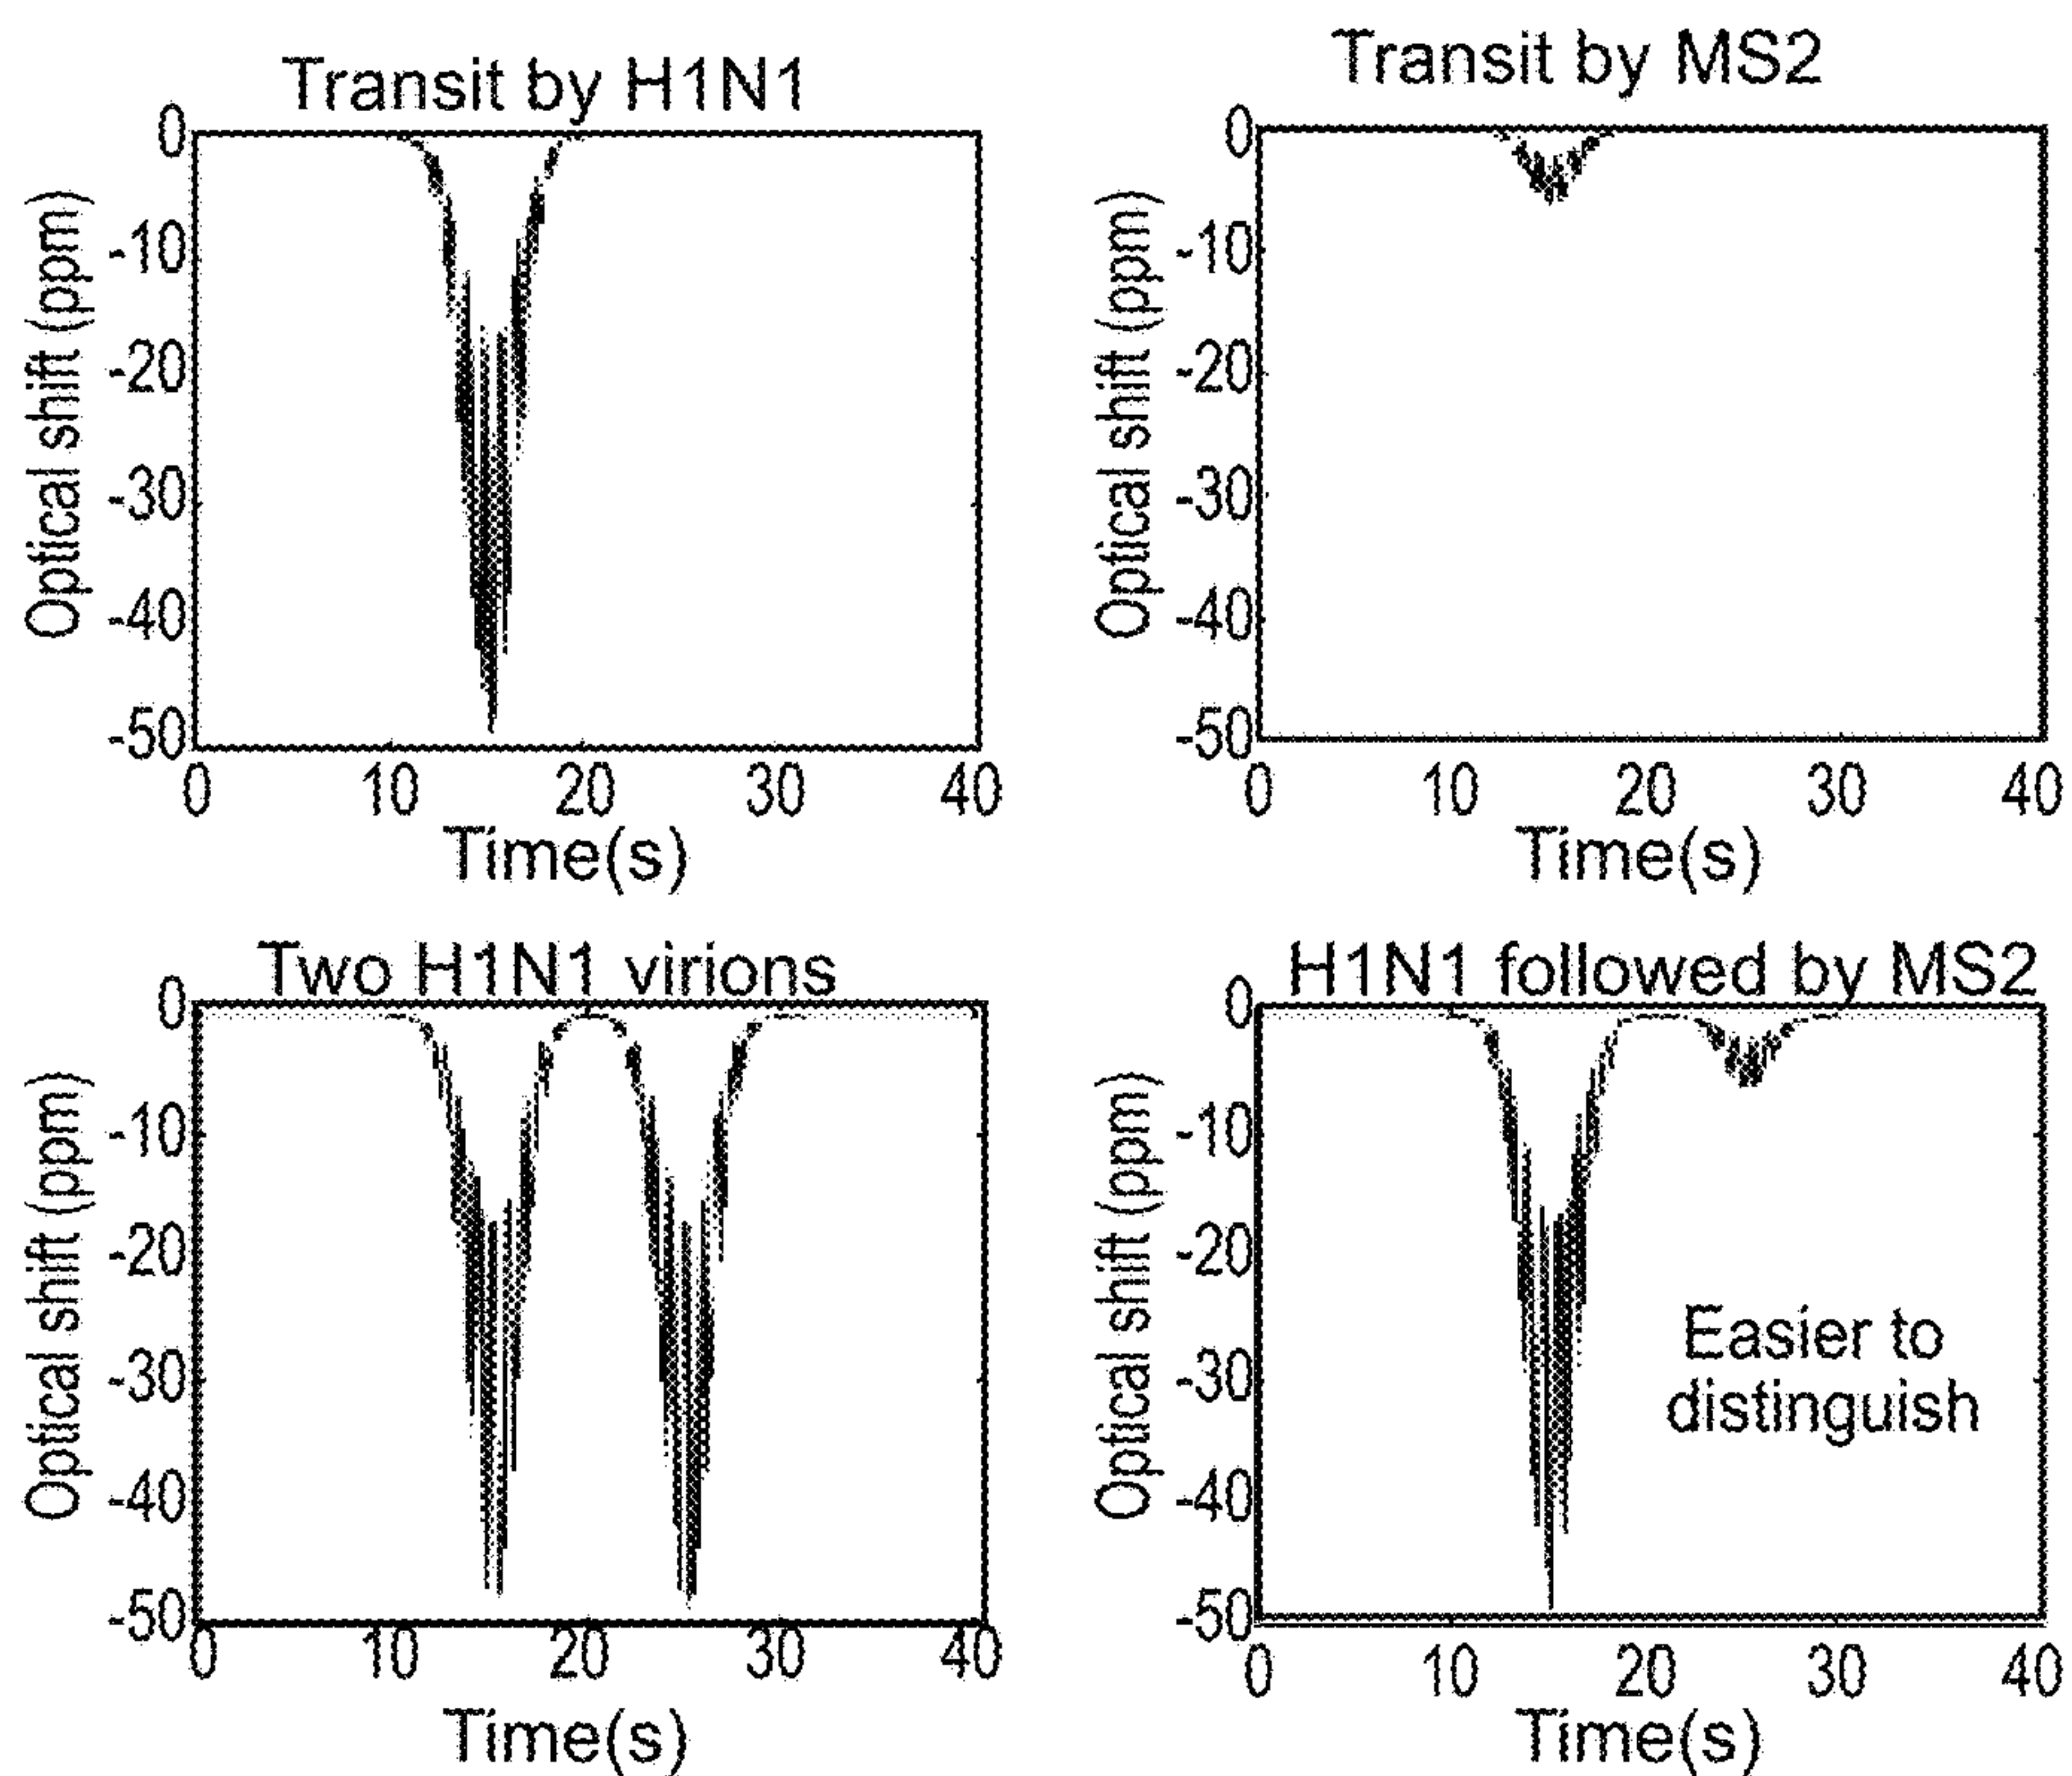 Transit by H1N1
Optical shift (ppm)
0
-10
-20
-30
-40
-50
0 10 20 30 40
Time(s)
Transit by MS2
Optical shift (ppm)
0
-10
-20
-30
-40
-50
0 10 20 30 40
Time(s)
Two H1N1 virions
Optical shift (ppm)
0
-10
-20
-30
-40
-50
0 10 20 30 40
Time(s)
H1N1 followed by MS2
Optical shift (ppm)
0
-10
-20
-30
-40
-50
Easier to
distinguish
0 10 20 30 40
Time(s)